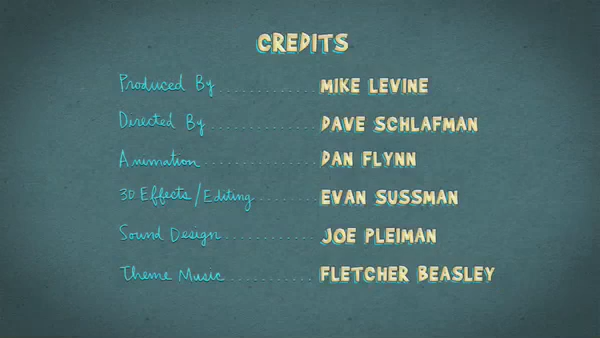 CREDITS
Produced By ............ MIKE LEVINE
Directed By ............ DAVE SCHLAFMAN
Animation ............ DAN FLYNN
3D Effects/Editing ........ EVAN SUSSMAN
Sound Design ............ JOE PLEIMAN
Theme Music ............ FLETCHER BEASLEY